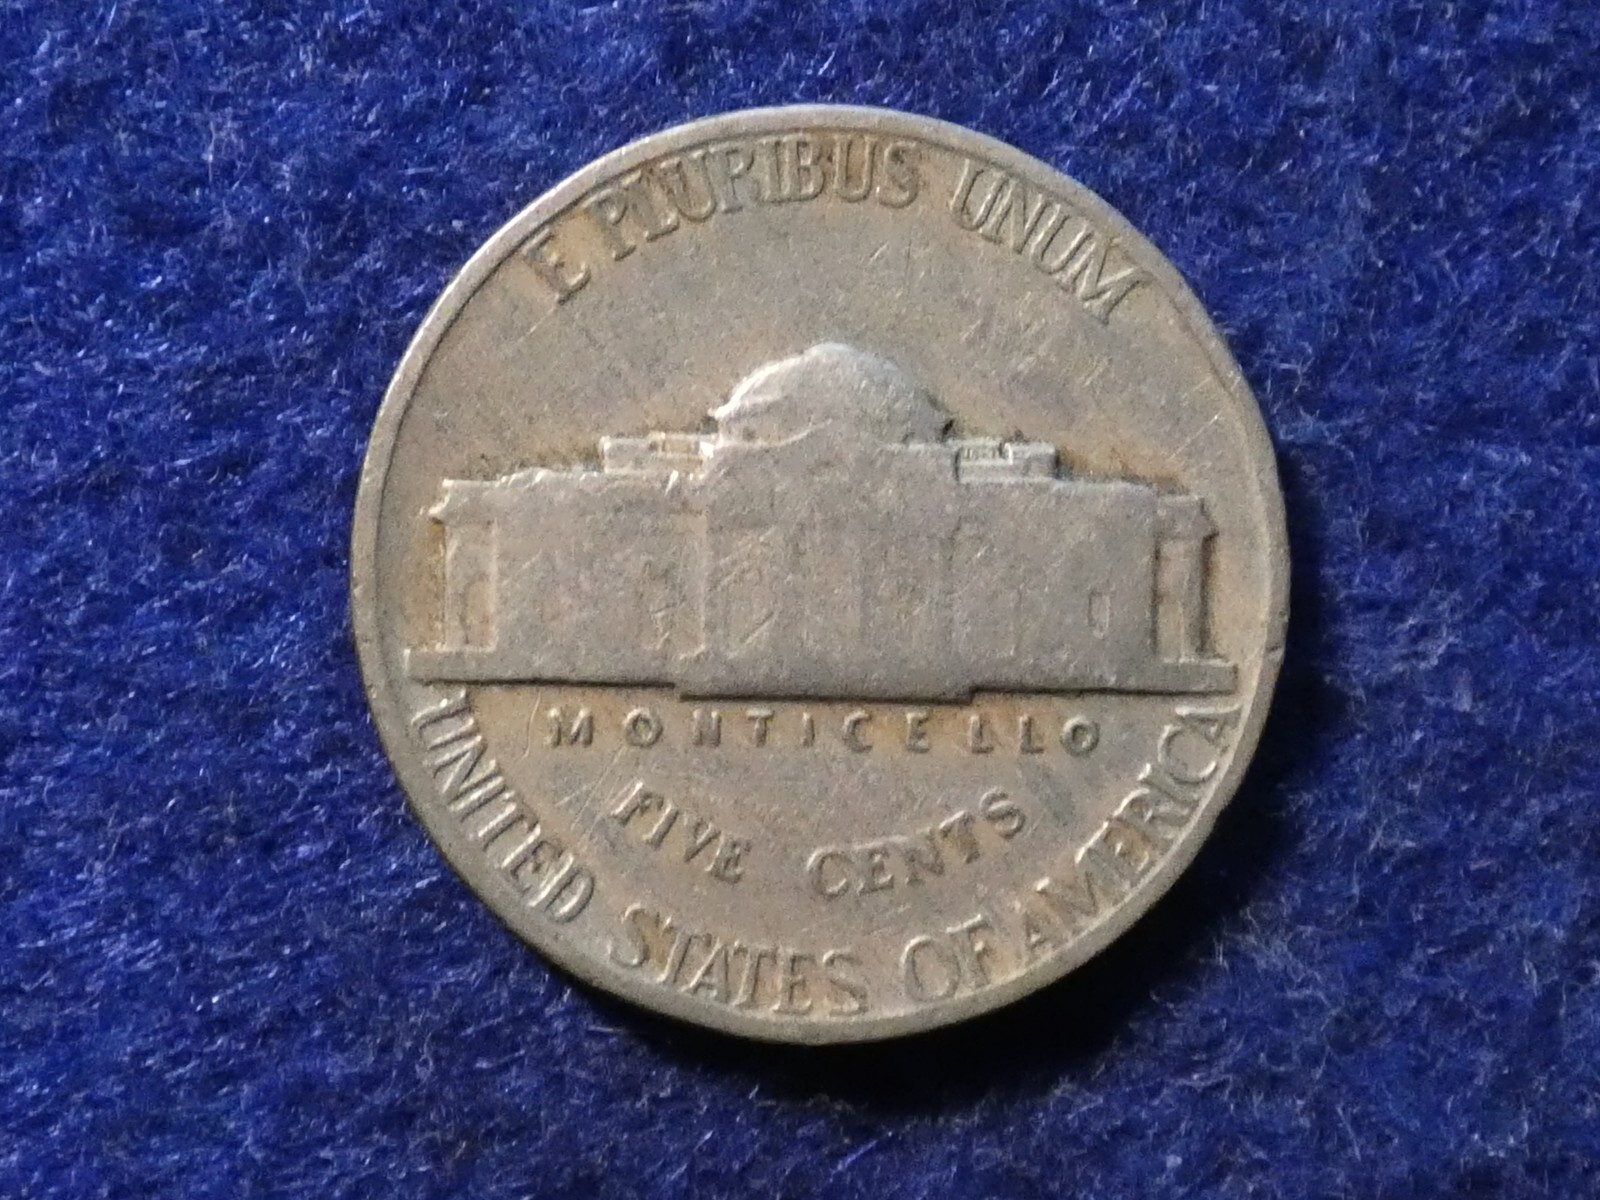 E PLURIBUS UNUM
MONTICELLO
FIVE CENTS
UNITED STATES OF AMERICA